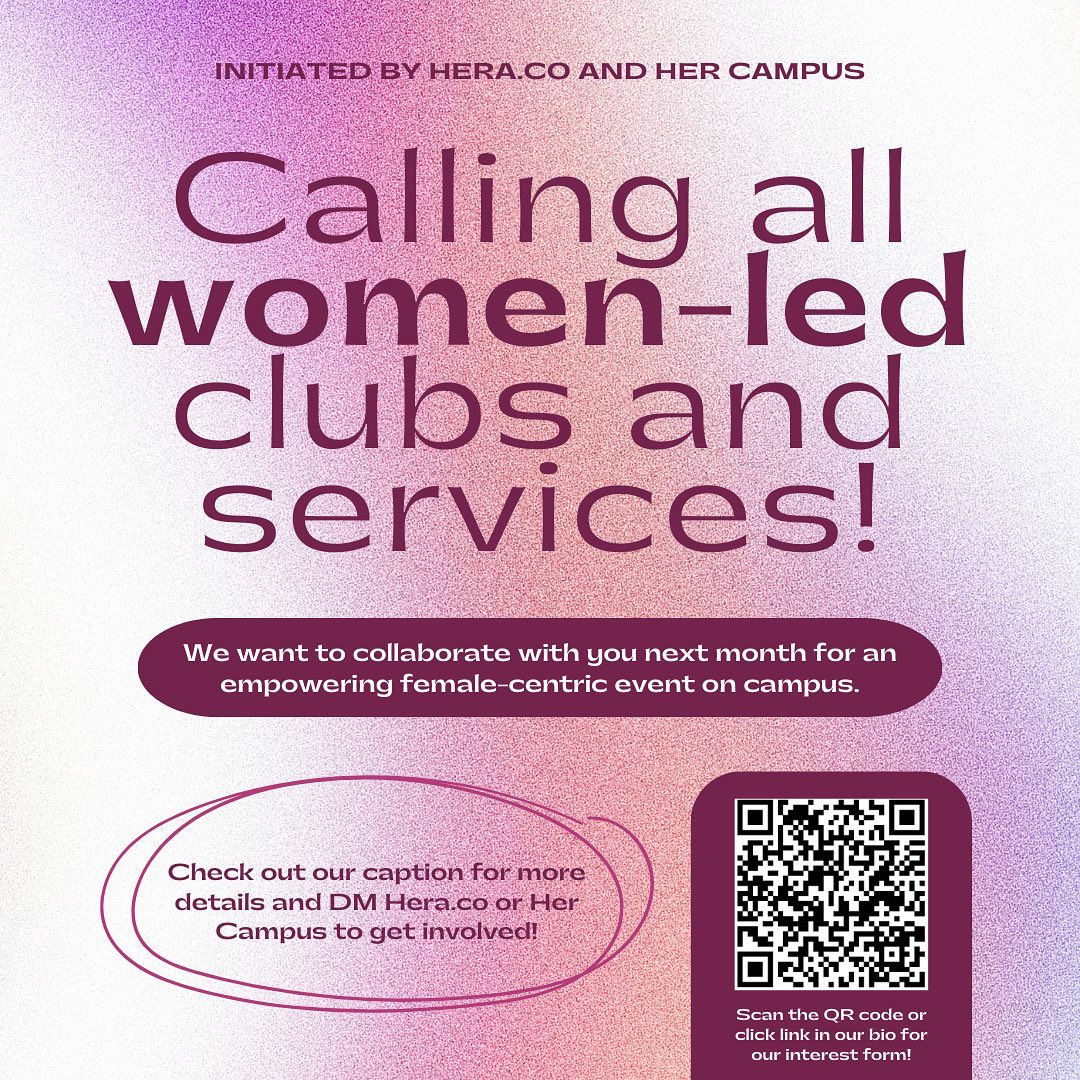 INITIATED BY HERA.CO AND HER CAMPUS
Calling all
women-led
clubs and
services!
We want to collaborate with you next month for an
empowering female-centric event on campus.
Check out our caption for more
details and DM Hera.co or Her
Campus to get involved!
Scan the QR code or
click link in our bio for
our interest form!